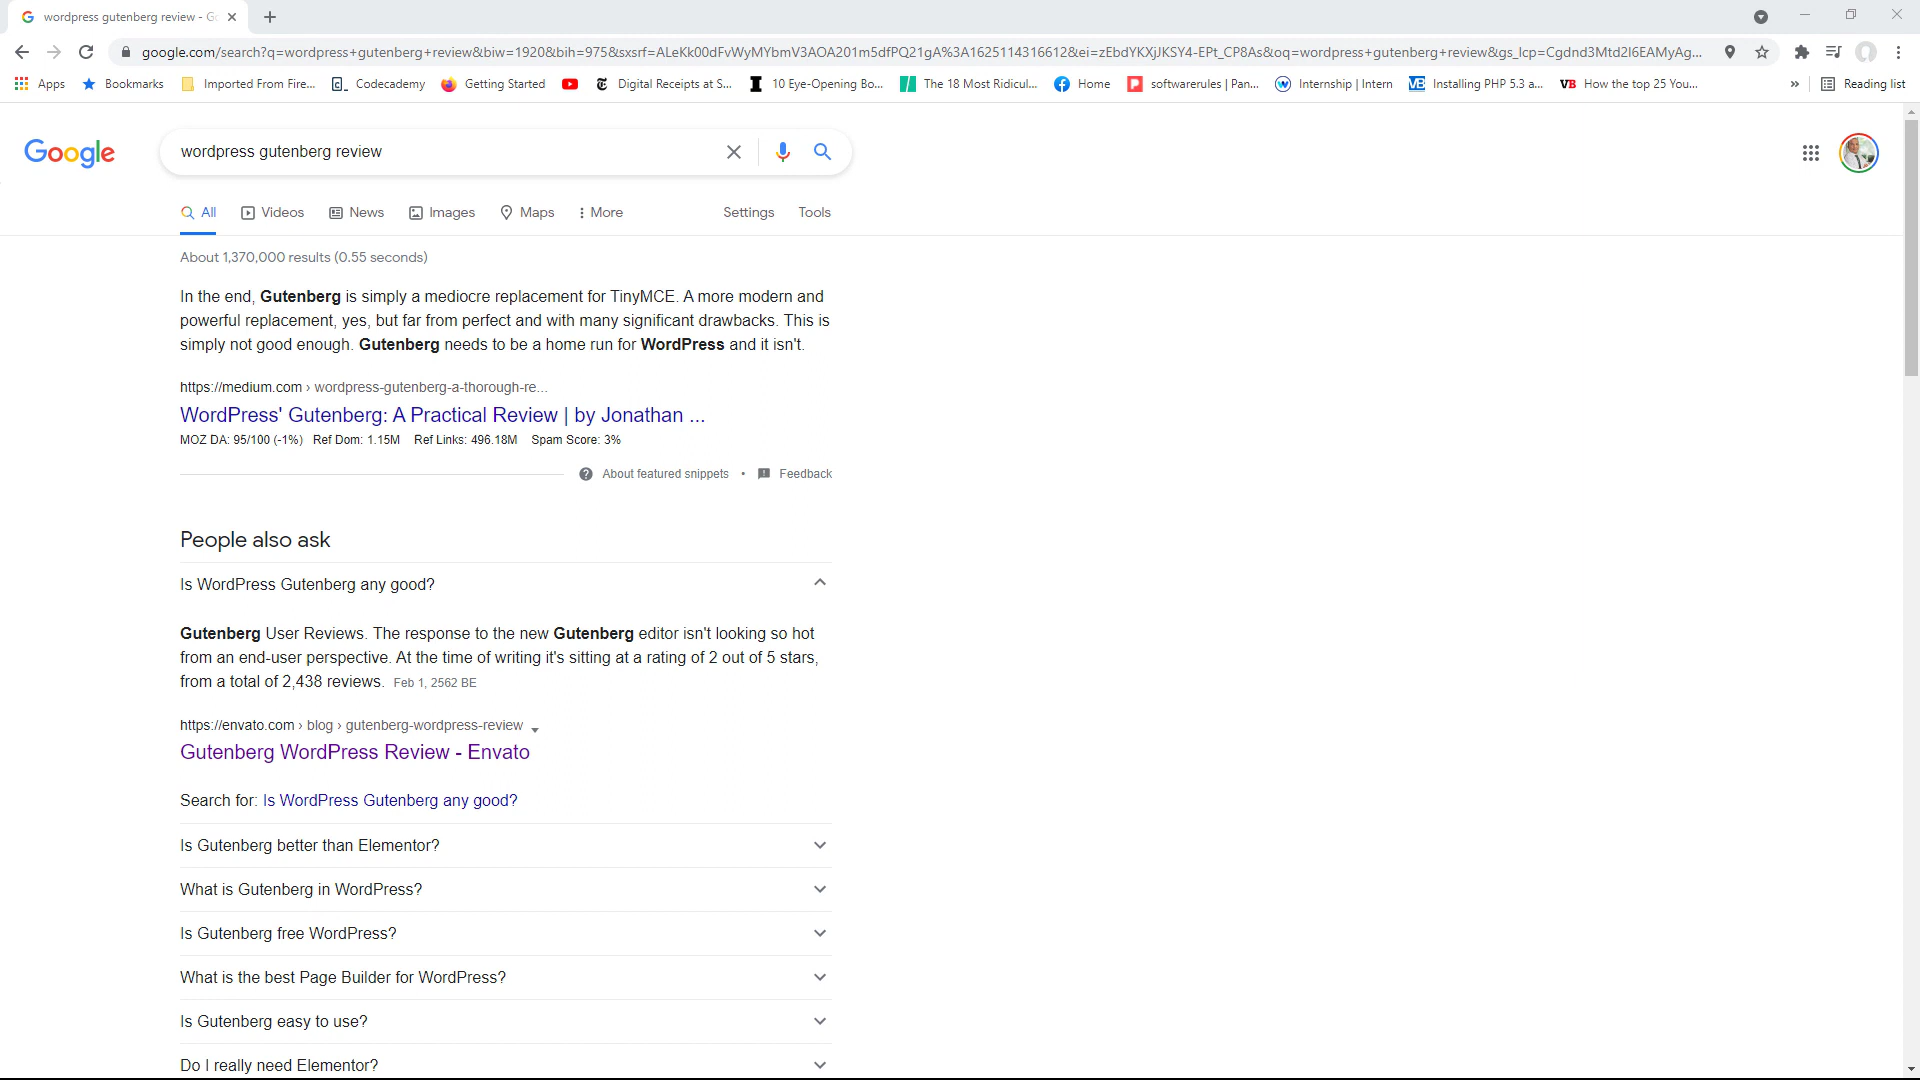 wordpress gutenberg review - Go
google.com/search?q=wordpress+gutenberg+review&biw=1920&bih=975&sxsrf=ALeKk00dFvWyMYbmV3AOA201m5dfPQ21gA%3A1625114316612&ei=zEbdYKXjJKSY4-EPt_CP8As&oq=wordpress+gutenberg+review&gs_lcp=Cgdnd3Mtd2l6EAMyAg...
Apps Bookmarks Imported From Fire... Codecademy Getting Started Digital Receipts at S... 10 Eye-Opening Bo... The 18 Most Ridicul... Home softwarerules | Pan... Internship | Intern Installing PHP 5.3 a... VB How the top 25 You... » Reading list
Google wordpress gutenberg review
All Videos News Images Maps More Settings Tools
About 1,370,000 results (0.55 seconds)
In the end, Gutenberg is simply a mediocre replacement for TinyMCE. A more modern and
powerful replacement, yes, but far from perfect and with many significant drawbacks. This is
simply not good enough. Gutenberg needs to be a home run for WordPress and it isn't.
https://medium.com › wordpress-gutenberg-a-thorough-re...
WordPress' Gutenberg: A Practical Review | by Jonathan ...
MOZ DA: 95/100 (-1%) Ref Dom: 1.15M Ref Links: 496.18M Spam Score: 3%
About featured snippets • Feedback
People also ask
Is WordPress Gutenberg any good?
Gutenberg User Reviews. The response to the new Gutenberg editor isn't looking so hot
from an end-user perspective. At the time of writing it's sitting at a rating of 2 out of 5 stars,
from a total of 2,438 reviews. Feb 1, 2562 BE
https://envato.com › blog › gutenberg-wordpress-review
Gutenberg WordPress Review - Envato
Search for: Is WordPress Gutenberg any good?
Is Gutenberg better than Elementor?
What is Gutenberg in WordPress?
Is Gutenberg free WordPress?
What is the best Page Builder for WordPress?
Is Gutenberg easy to use?
Do I really need Elementor?